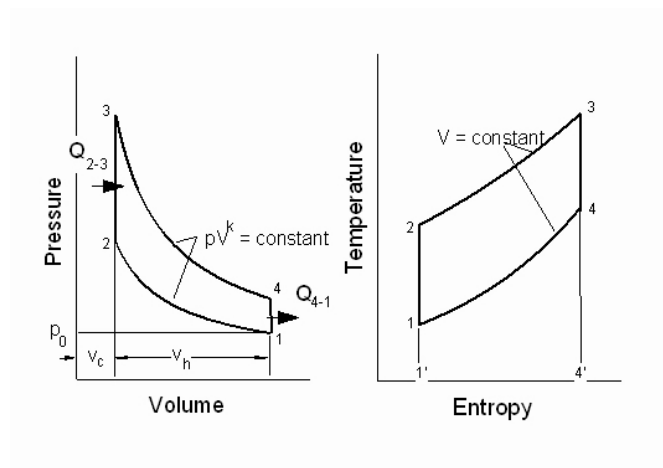 3
Q2-3
Pressure
2
pV^k = constant
4
Q4-1
p0
1
Vc
Vh
Volume
Temperature
V = constant
3
2
4
1
1'
4'
Entropy